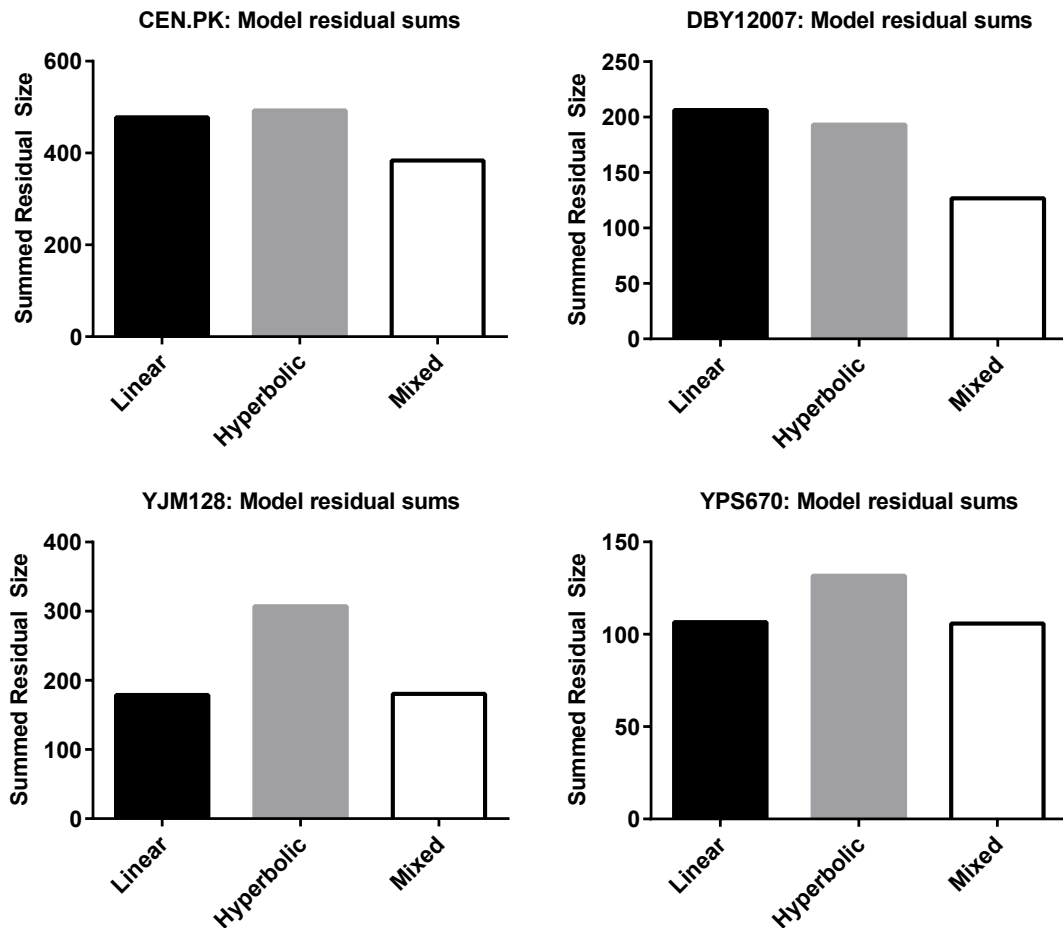 CEN.PK: Model residual sums
Summed Residual Size
600
400
200
0
Linear
Hyperbolic
Mixed
DBY12007: Model residual sums
Summed Residual Size
250
200
150
100
50
0
Linear
Hyperbolic
Mixed
YJM128: Model residual sums
Summed Residual Size
400
300
200
100
0
Linear
Hyperbolic
Mixed
YPS670: Model residual sums
Summed Residual Size
150
100
50
0
Linear
Hyperbolic
Mixed